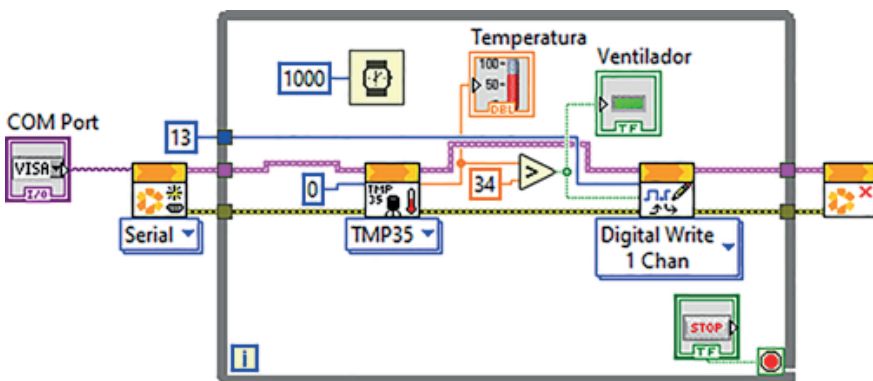 Temperatura
Ventilador
1000
100
50
DBL
TF
COM Port
13
VISA
I/O
0
TMP
35
34
>
Serial
TMP35
Digital Write
1 Chan
STOP
TF
i